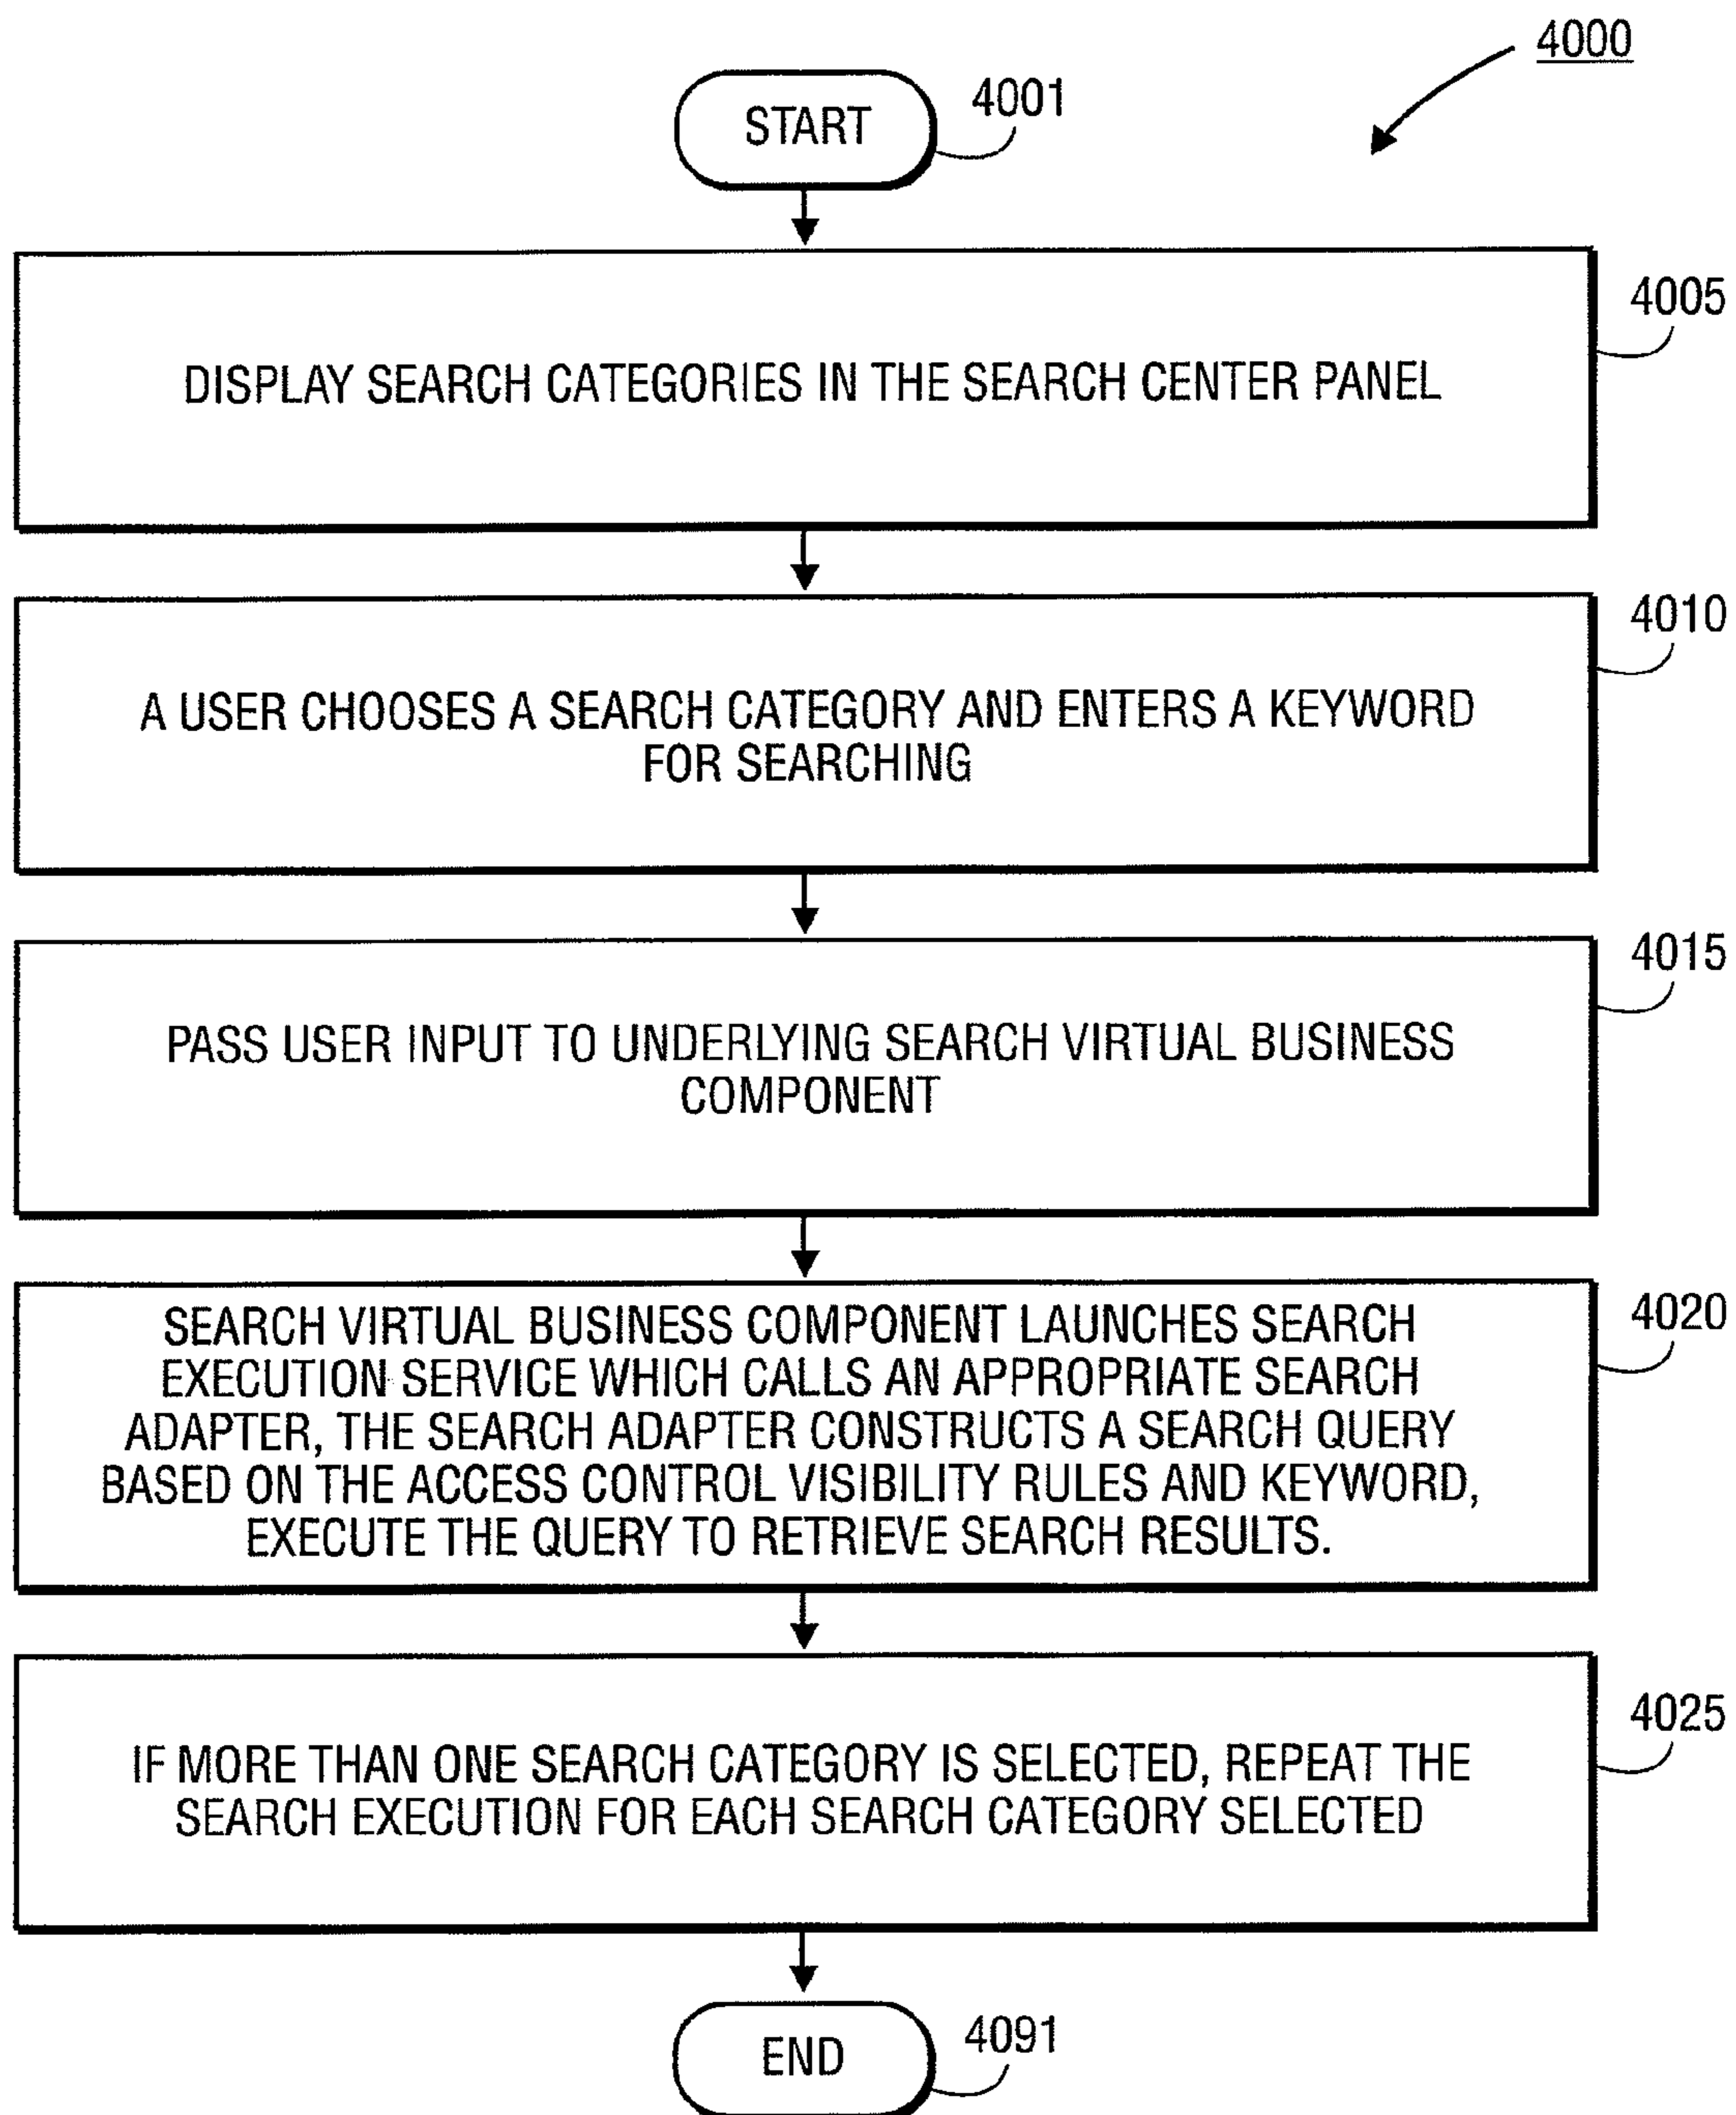 4000
START
4001
4005
DISPLAY SEARCH CATEGORIES IN THE SEARCH CENTER PANEL
4010
A USER CHOOSES A SEARCH CATEGORY AND ENTERS A KEYWORD
FOR SEARCHING
4015
PASS USER INPUT TO UNDERLYING SEARCH VIRTUAL BUSINESS
COMPONENT
4020
SEARCH VIRTUAL BUSINESS COMPONENT LAUNCHES SEARCH
EXECUTION SERVICE WHICH CALLS AN APPROPRIATE SEARCH
ADAPTER, THE SEARCH ADAPTER CONSTRUCTS A SEARCH QUERY
BASED ON THE ACCESS CONTROL VISIBILITY RULES AND KEYWORD,
EXECUTE THE QUERY TO RETRIEVE SEARCH RESULTS.
4025
IF MORE THAN ONE SEARCH CATEGORY IS SELECTED, REPEAT THE
SEARCH EXECUTION FOR EACH SEARCH CATEGORY SELECTED
END
4091